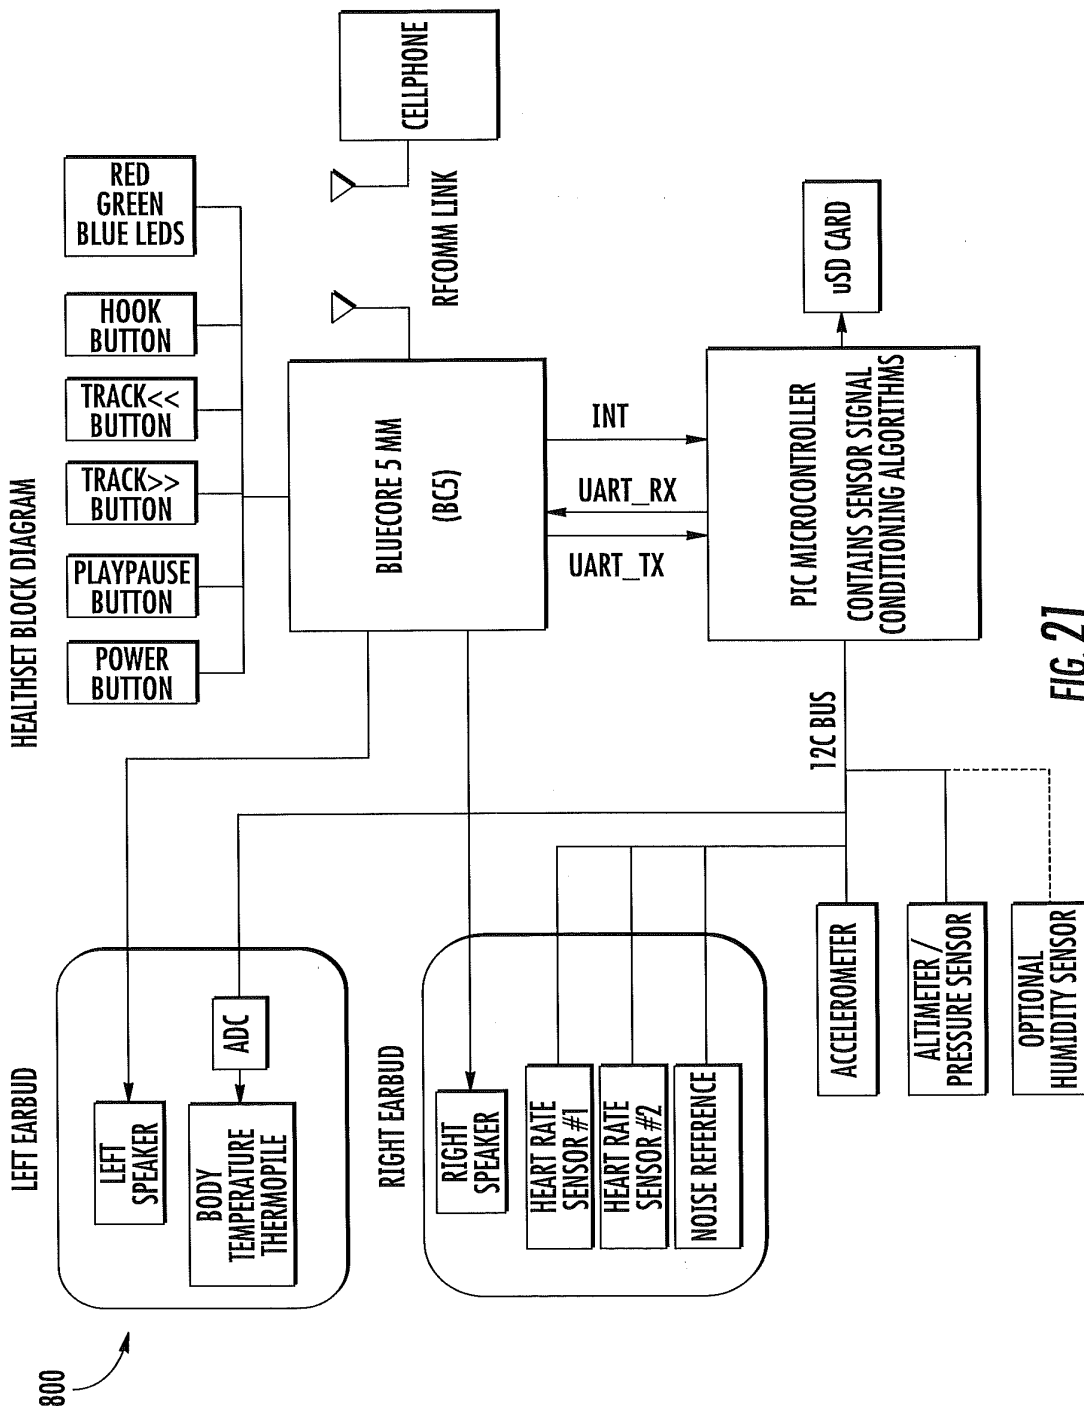 HEALTHSET BLOCK DIAGRAM
800
LEFT EARBUD
LEFT
SPEAKER
BODY
TEMPERATURE
THERMOPILE
ADC
POWER
BUTTON
PLAYPAUSE
BUTTON
TRACK>>
BUTTON
TRACK<<
BUTTON
HOOK
BUTTON
RED
GREEN
BLUE LEDS
RIGHT EARBUD
RIGHT
SPEAKER
HEART RATE
SENSOR #1
HEART RATE
SENSOR #2
NOISE REFERENCE
BLUECORE 5 MM
(BC5)
RFCOMM LINK
CELLPHONE
UART_TX
UART_RX
INT
PIC MICROCONTROLLER
CONTAINS SENSOR SIGNAL
CONDITIONING ALGORITHMS
uSD CARD
12C BUS
ACCELEROMETER
ALTIMETER/
PRESSURE SENSOR
OPTIONAL
HUMIDITY SENSOR
FIG. 21